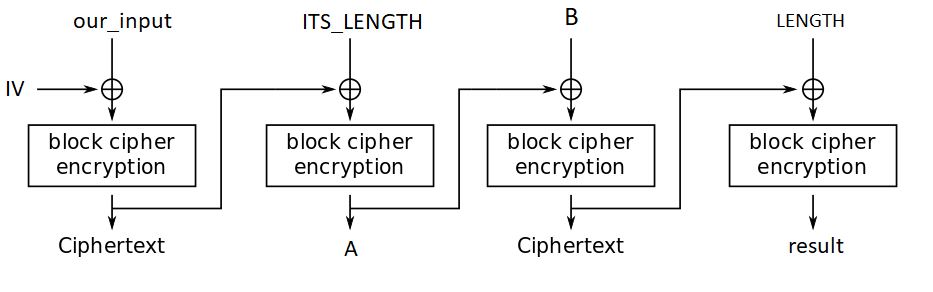 our_input
ITS_LENGTH
B
LENGTH
IV
block cipher
encryption
block cipher
encryption
block cipher
encryption
block cipher
encryption
Ciphertext
A
Ciphertext
result